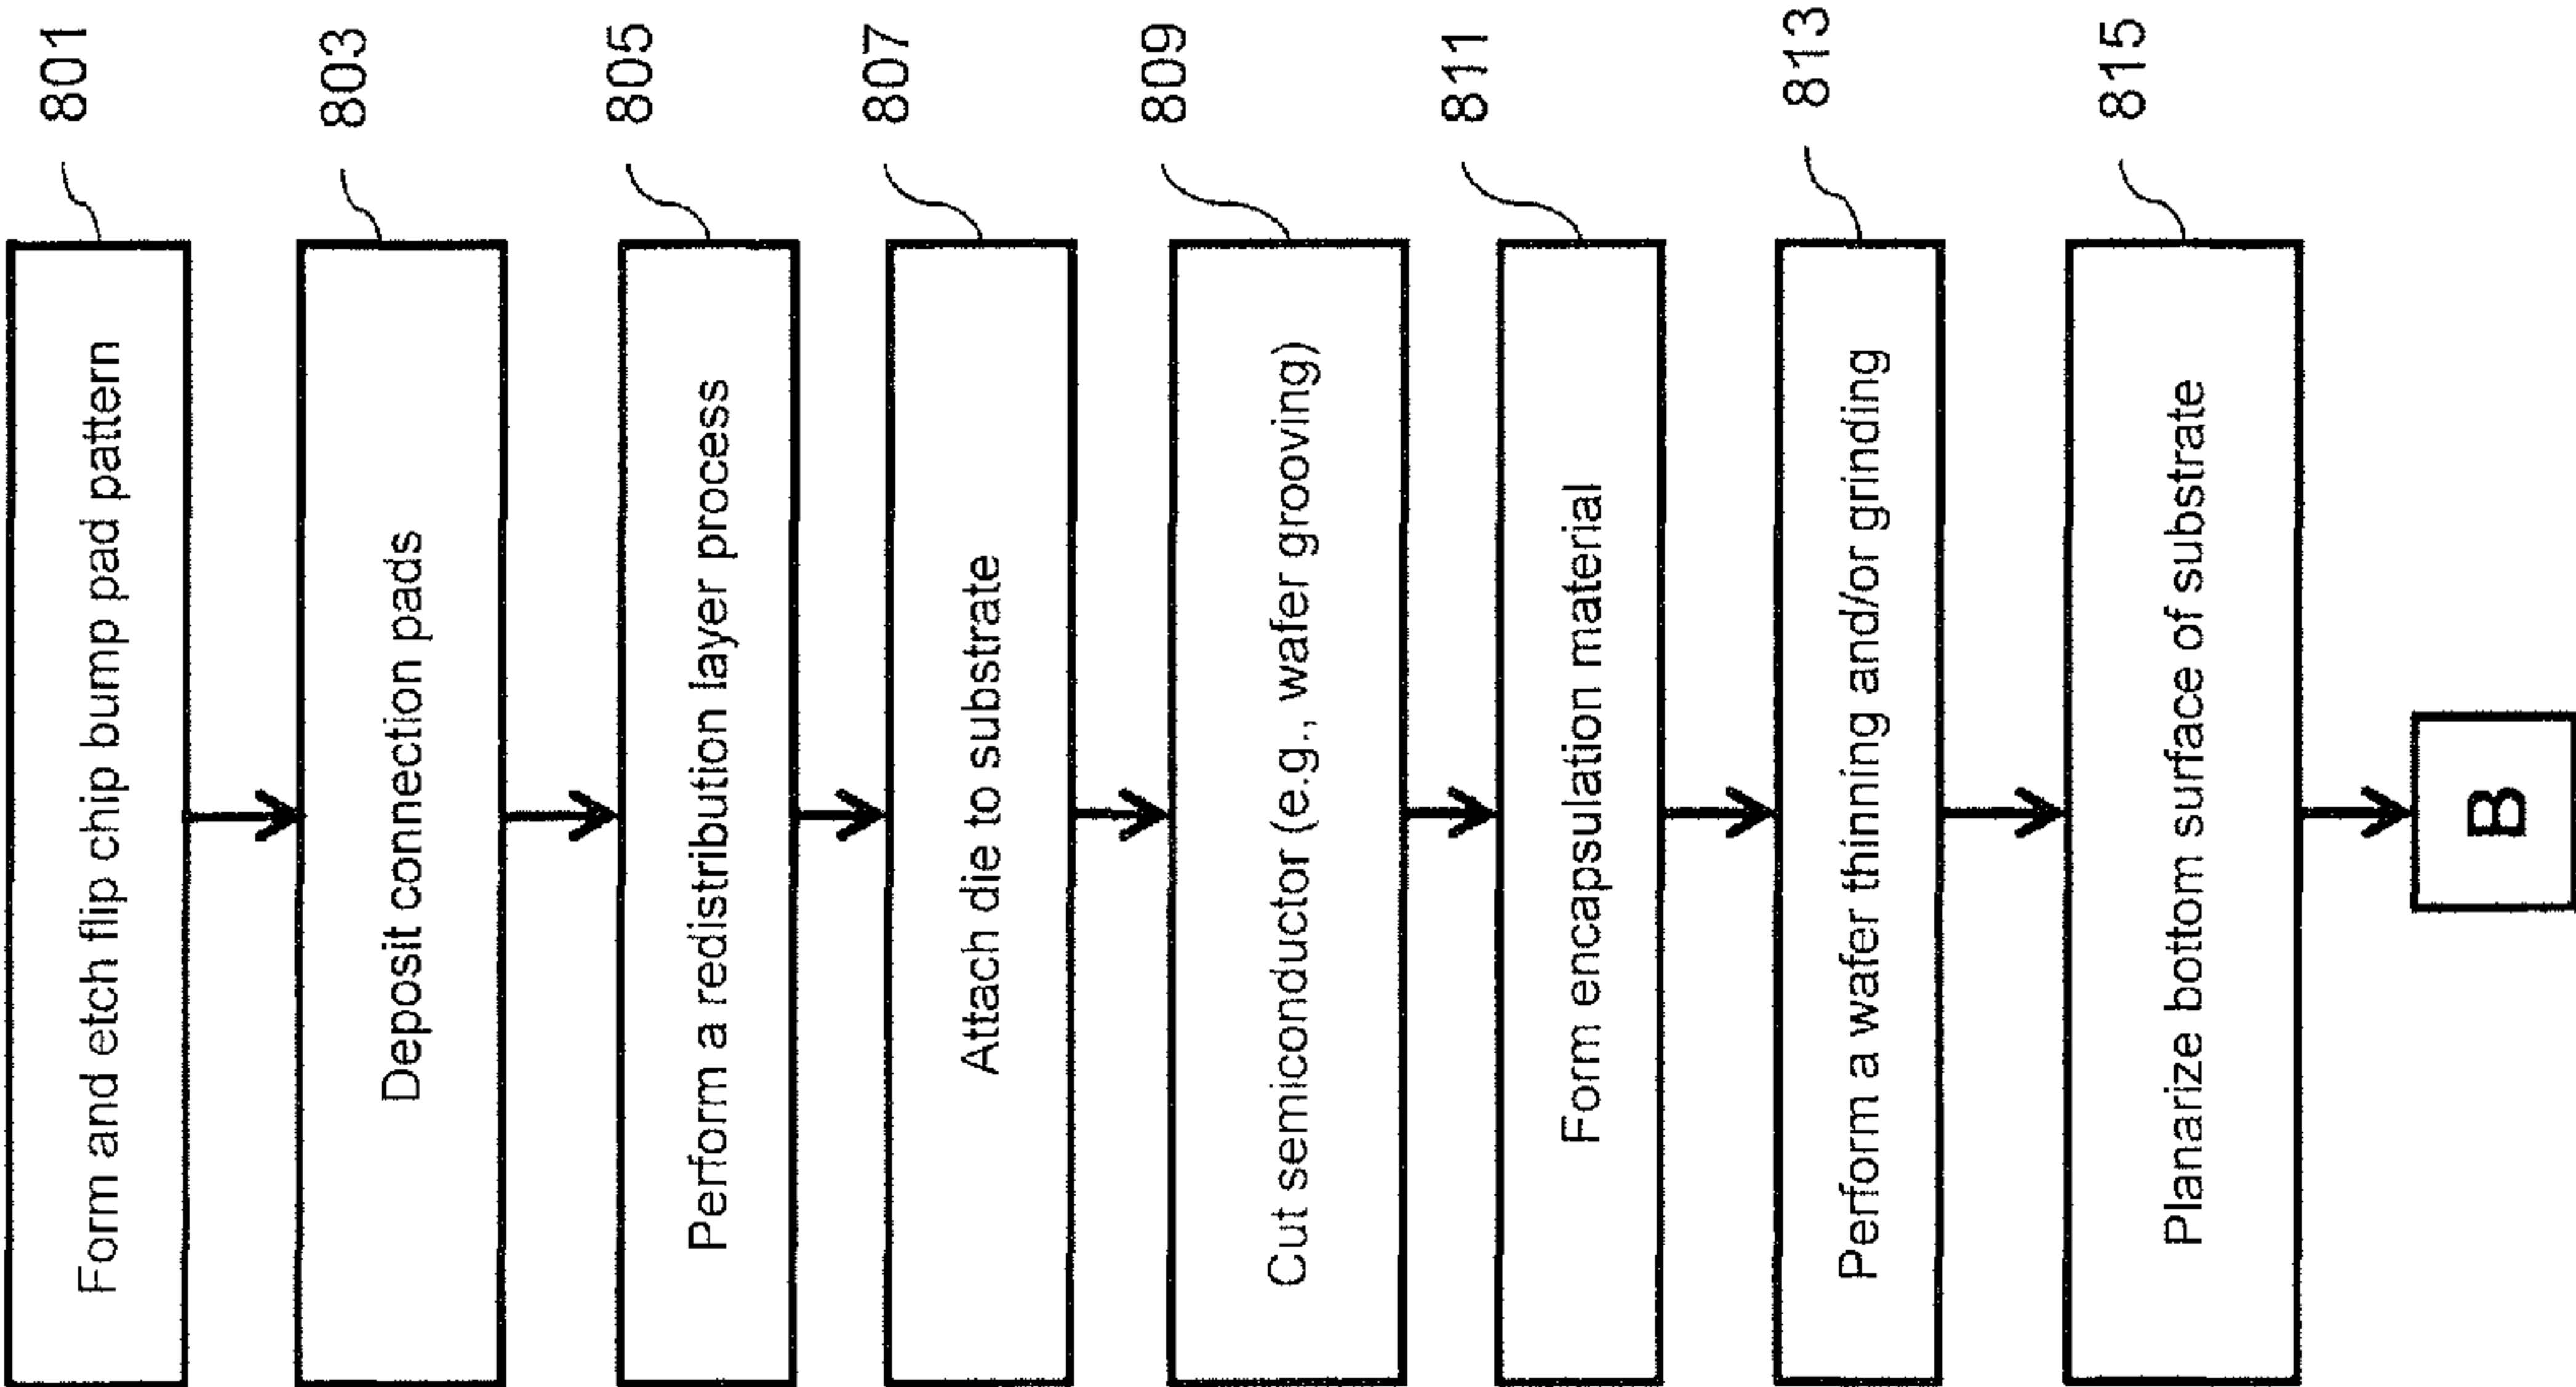 801
Form and etch flip chip bump pad pattern
803
Deposit connection pads
805
Perform a redistribution layer process
807
Attach die to substrate
809
Cut semiconductor (e.g., wafer grooving)
811
Form encapsulation material
813
Perform a wafer thinning and/or grinding
815
Planarize bottom surface of substrate
B